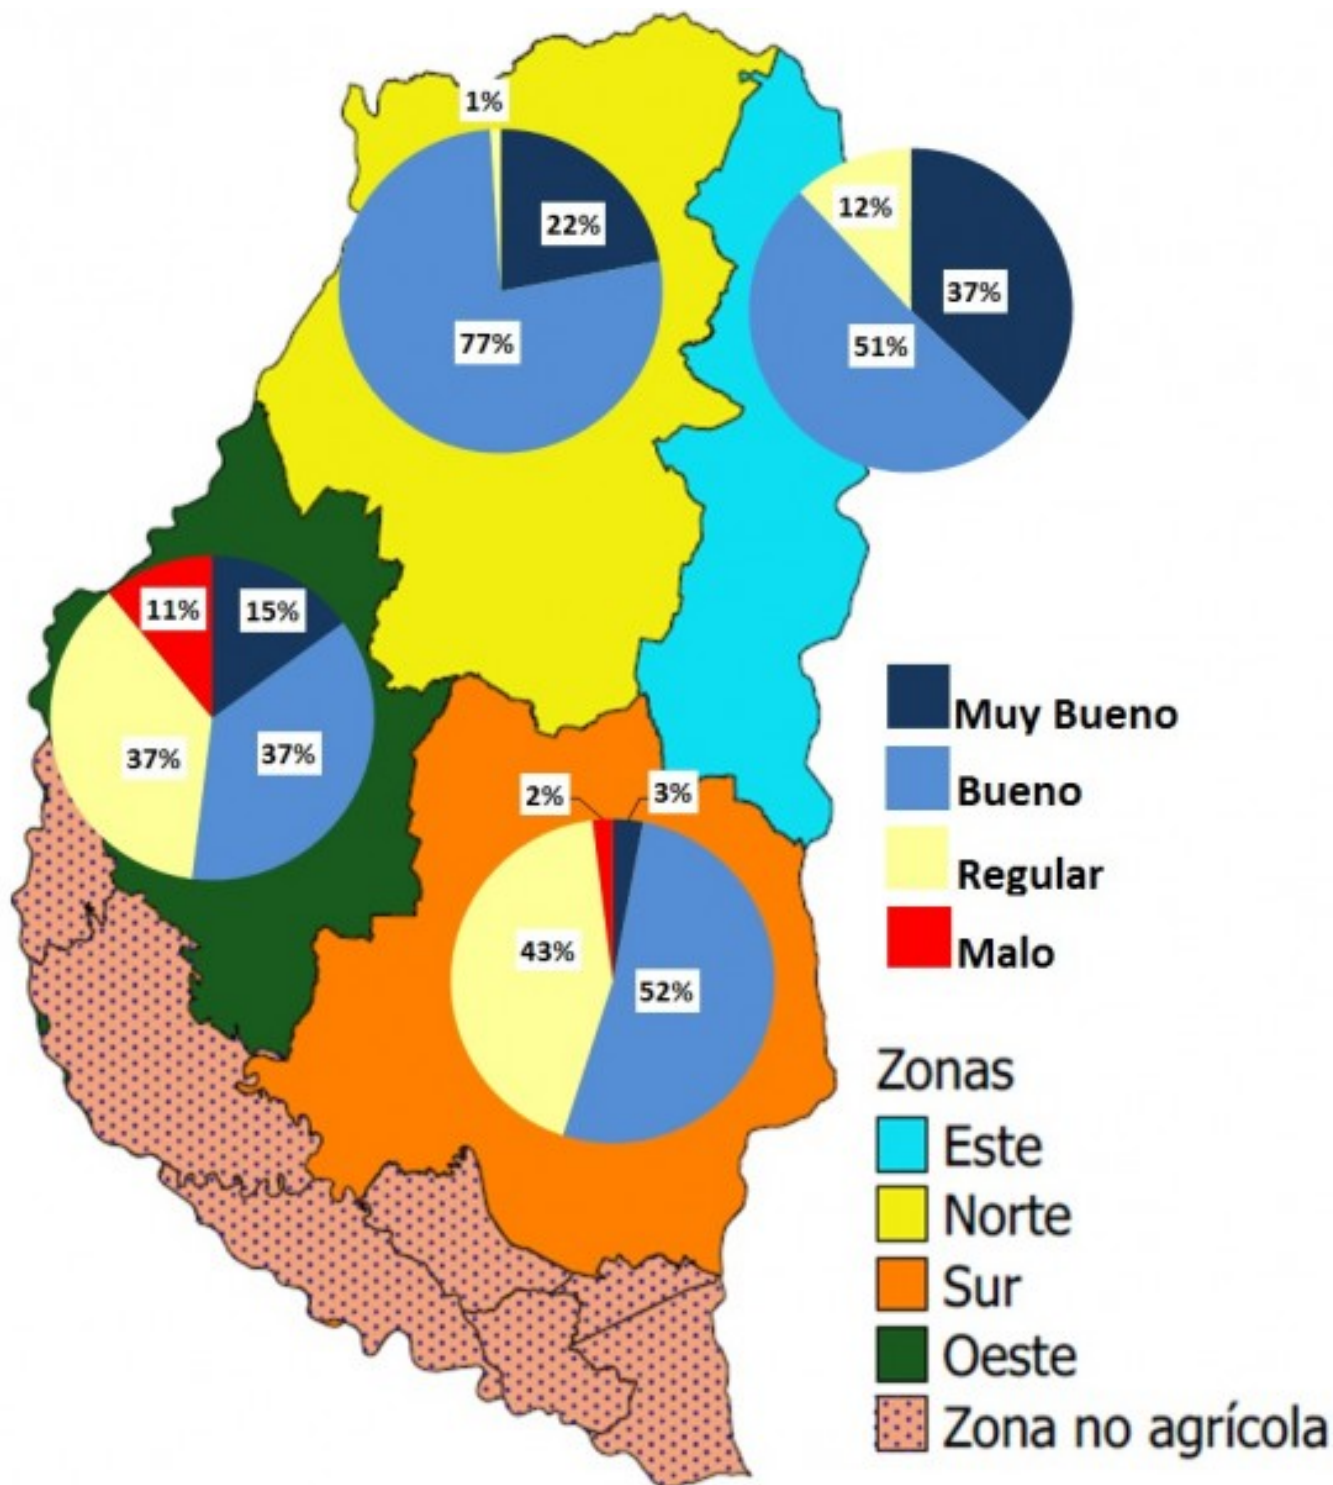 1%
22%
77%
12%
37%
51%
11%
15%
37%
37%
2%
3%
43%
52%
Muy Bueno
Bueno
Regular
Malo
Zonas
Este
Norte
Sur
Oeste
Zona no agrícola